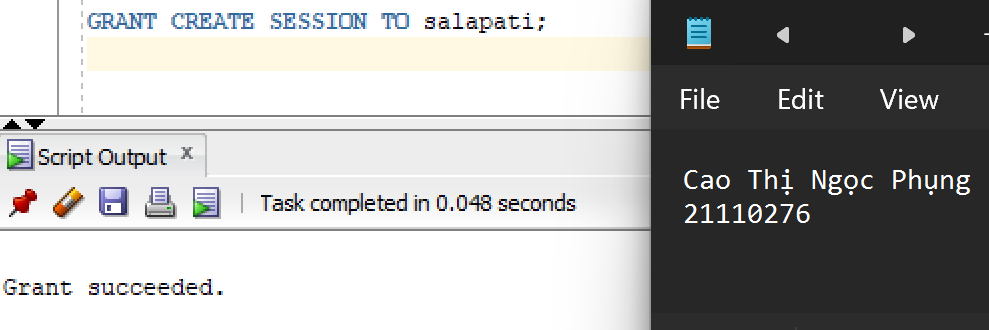 GRANT CREATE SESSION TO salapati;
Script Output x
Task completed in 0.048 seconds
Grant succeeded.
File Edit View
Cao Thị Ngọc Phụng
21110276